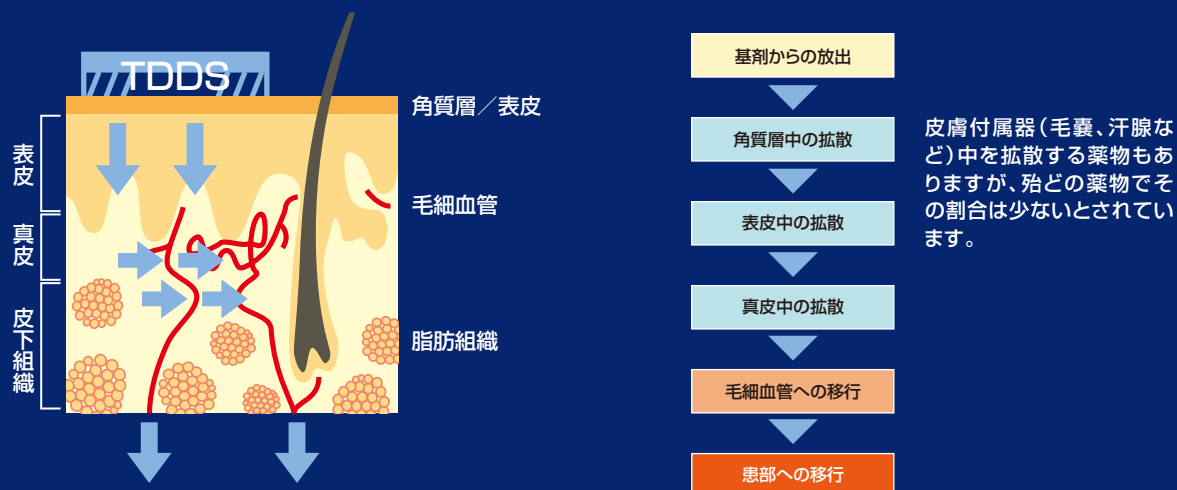 TDDS
角質層／表皮
表皮
毛細血管
真皮
脂肪組織
皮下組織
基剤からの放出
角質層中の拡散
表皮中の拡散
真皮中の拡散
毛細血管への移行
患部への移行
皮膚付属器（毛嚢、汗腺な
ど）中を拡散する薬物もあ
りますが、殆どの薬物でそ
の割合は少ないとされてい
ます。